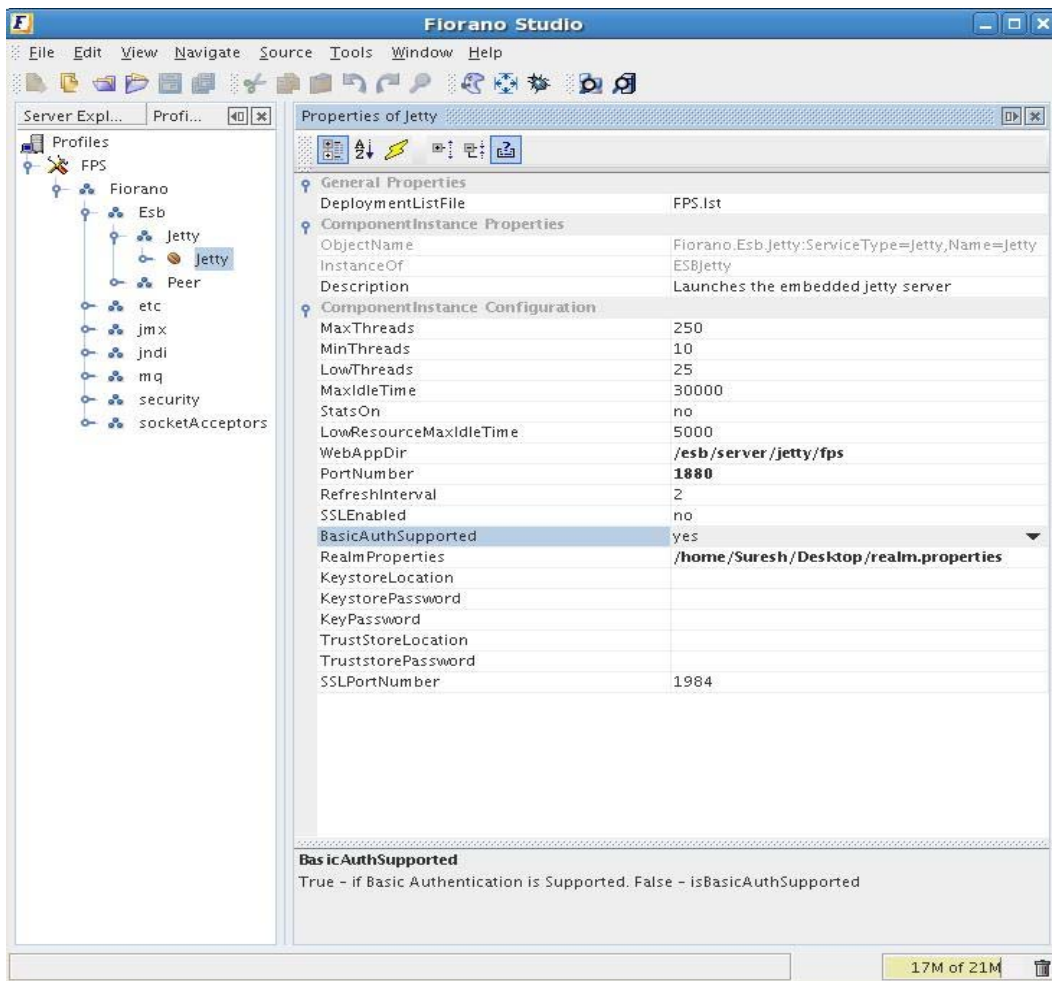 Fiorano Studio
File Edit View Navigate Source Tools Window Help
Server Expl... Profi...
Profiles
FPS
Fiorano
Esb
Jetty
Jetty
Peer
etc
jmx
jndi
mq
security
socketAcceptors
Properties of Jetty
General Properties
DeploymentListFile FPS.lst
ComponentInstance Properties
ObjectName Fiorano.Esb.Jetty:ServiceType=Jetty,Name=Jetty
InstanceOf ESBJetty
Description Launches the embedded jetty server
ComponentInstance Configuration
MaxThreads 250
MinThreads 10
LowThreads 25
MaxIdleTime 30000
StatsOn no
LowResourceMaxIdleTime 5000
WebAppDir /esb/server/jetty/fps
PortNumber 1880
RefreshInterval 2
SSLEnabled no
BasicAuthSupported yes
RealmProperties /home/Suresh/Desktop/realm.properties
KeystoreLocation
KeystorePassword
KeyPassword
TrustStoreLocation
TruststorePassword
SSLPortNumber 1984
BasicAuthSupported
True - if Basic Authentication is Supported. False - isBasicAuthSupported
17M of 21M